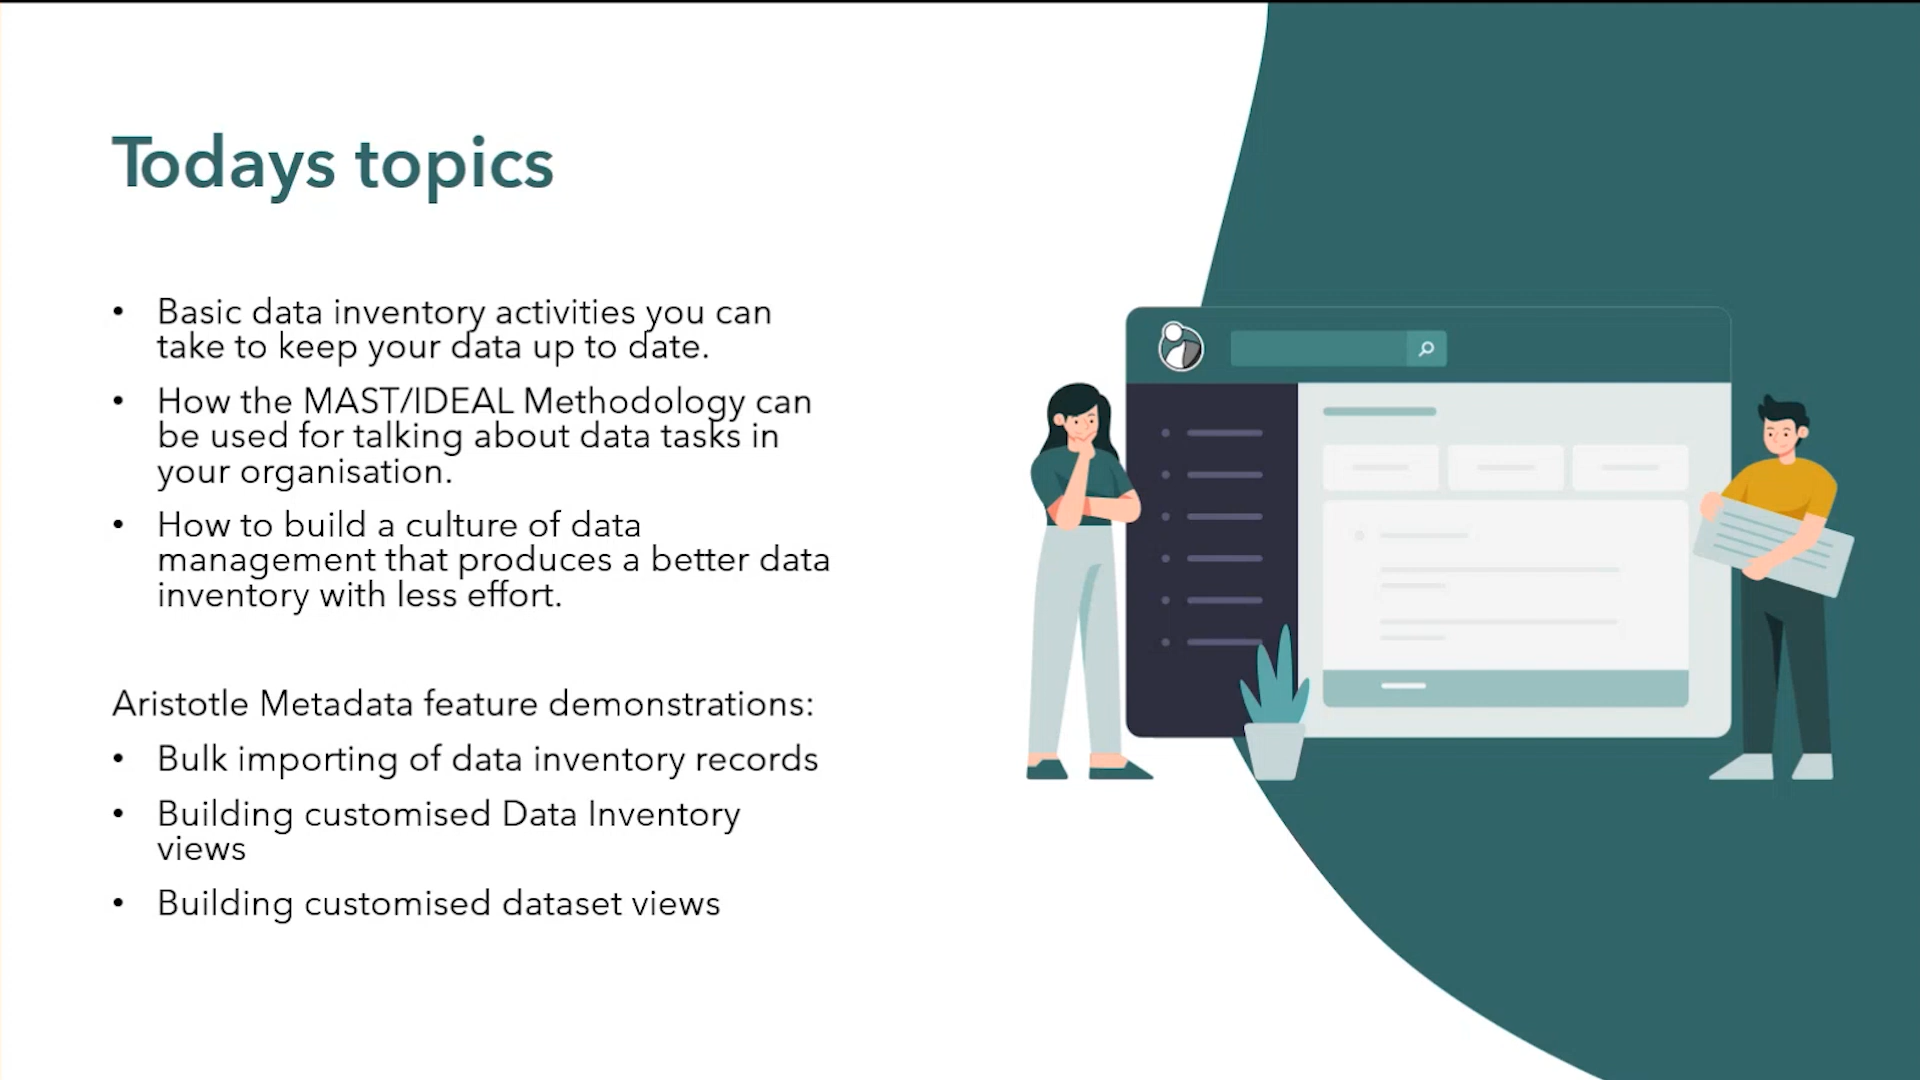 Todays topics
• Basic data inventory activities you can
take to keep your data up to date.
• How the MAST/IDEAL Methodology can
be used for talking about data tasks in
your organisation.
• How to build a culture of data
management that produces a better data
inventory with less effort.
Aristotle Metadata feature demonstrations:
• Bulk importing of data inventory records
• Building customised Data Inventory
views
• Building customised dataset views